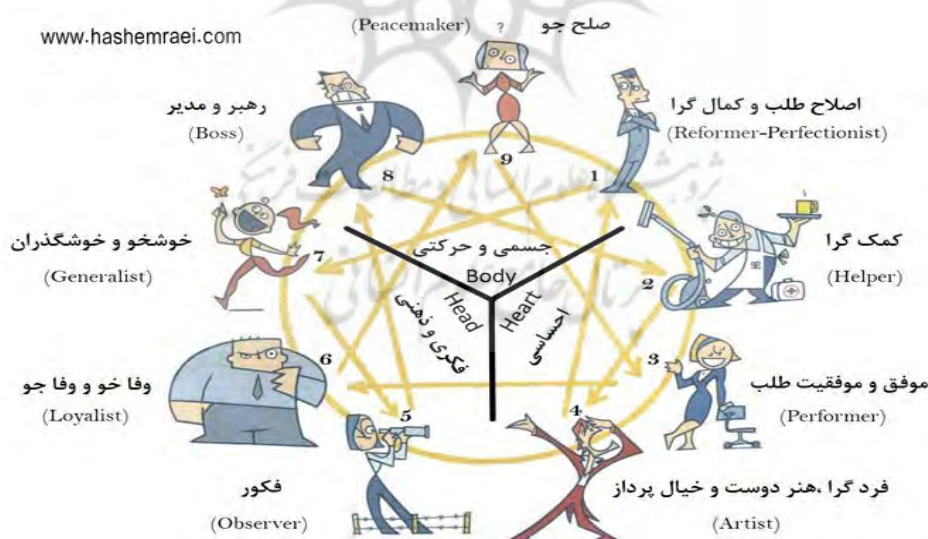 (Peacemaker) ? صلح جو
www.hashemraei.com
رهبر و مدیر
(Boss)
اصلاح طلب و کمال گرا
(Reformer-Perfectionist)
9
8
1
خوشخو و خوشگذران
(Generalist)
7
کمک گرا
(Helper)
2
جسمی و حرکتی
Body
Head
فکری و ذهنی
Heart
احساسی
وفا خو و وفا جو
(Loyalist)
6
3
موفق و موفقیت طلب
(Performer)
5
4
فکور
(Observer)
فرد گرا ،هنر دوست و خیال پرداز
(Artist)